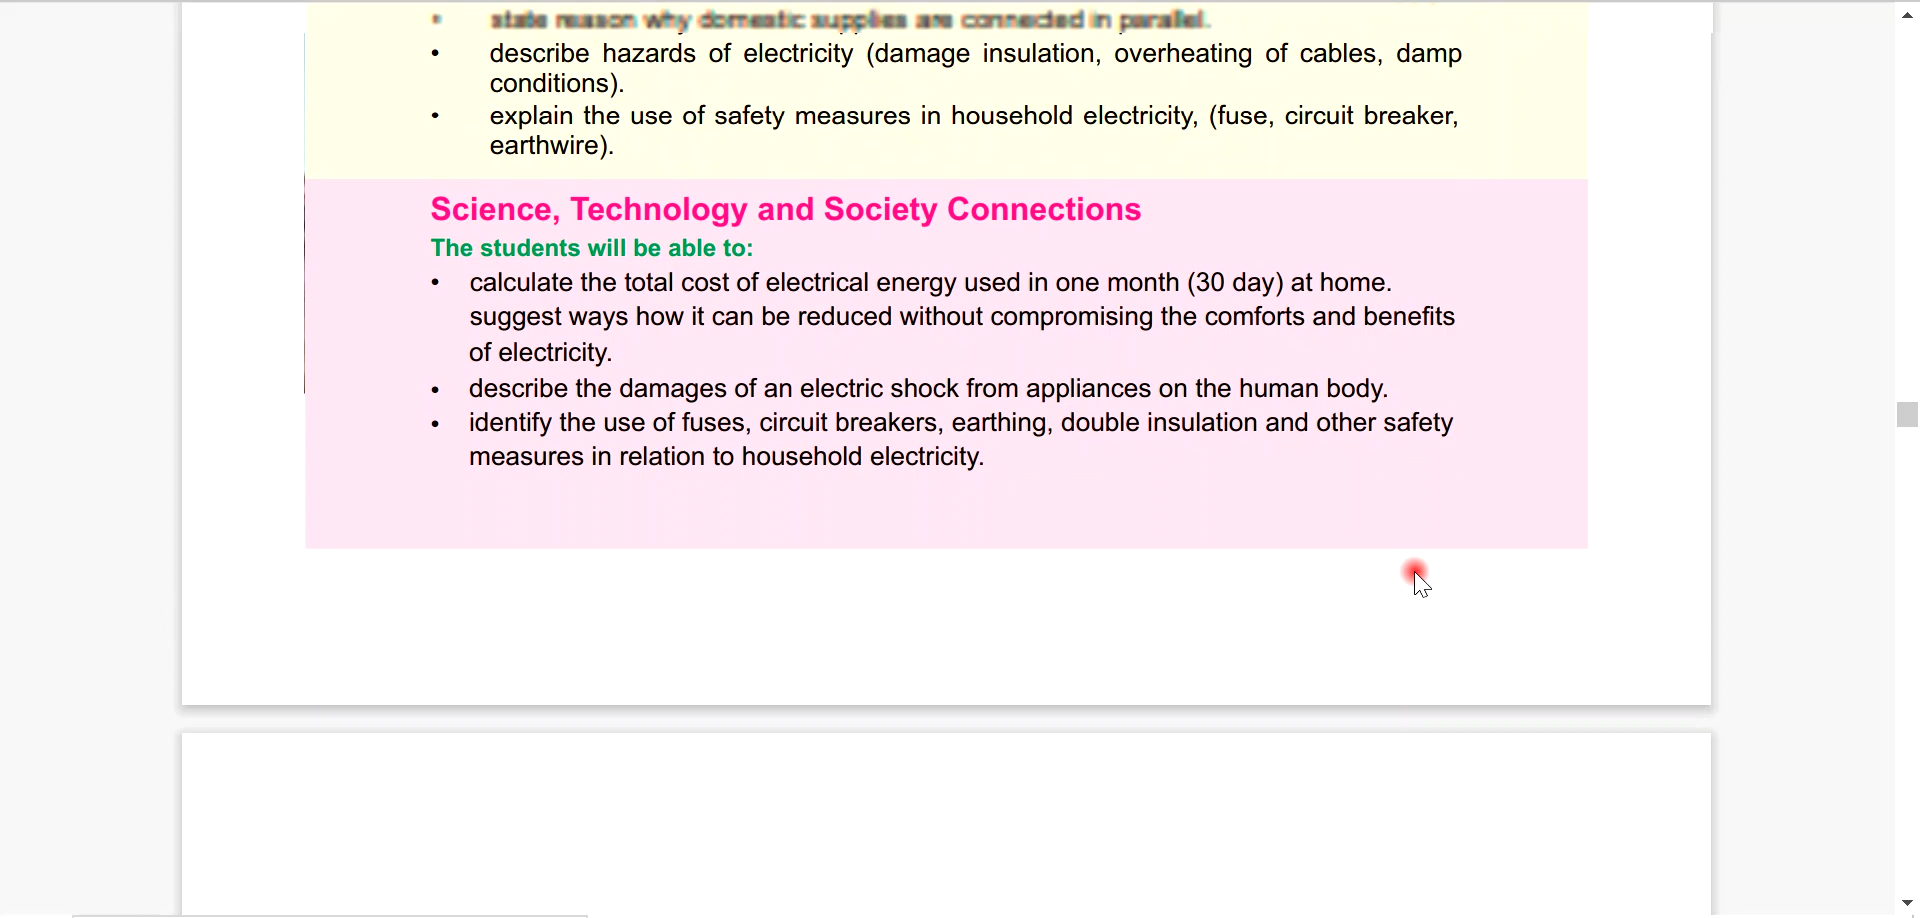 • state reason why domestic supplies are connected in parallel.
• describe hazards of electricity (damage insulation, overheating of cables, damp
conditions).
• explain the use of safety measures in household electricity, (fuse, circuit breaker,
earthwire).
Science, Technology and Society Connections
The students will be able to:
• calculate the total cost of electrical energy used in one month (30 day) at home.
suggest ways how it can be reduced without compromising the comforts and benefits
of electricity.
• describe the damages of an electric shock from appliances on the human body.
• identify the use of fuses, circuit breakers, earthing, double insulation and other safety
measures in relation to household electricity.